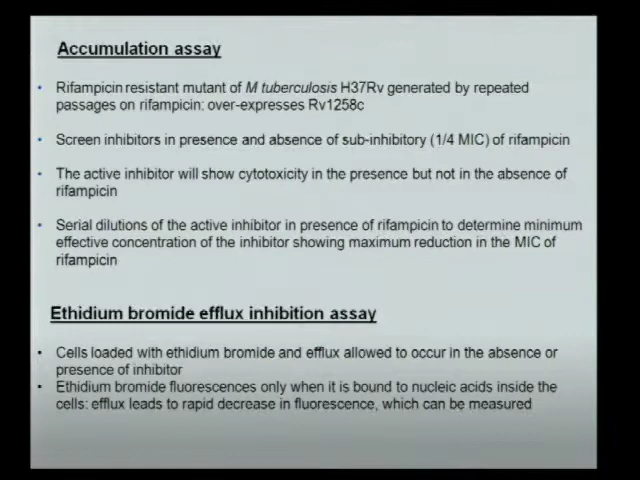 Accumulation assay
• Rifampicin resistant mutant of M tuberculosis H37Rv generated by repeated
passages on rifampicin: over-expresses Rv1258c
• Screen inhibitors in presence and absence of sub-inhibitory (1/4 MIC) of rifampicin
• The active inhibitor will show cytotoxicity in the presence but not in the absence of
rifampicin
• Serial dilutions of the active inhibitor in presence of rifampicin to determine minimum
effective concentration of the inhibitor showing maximum reduction in the MIC of
rifampicin
Ethidium bromide efflux inhibition assay
• Cells loaded with ethidium bromide and efflux allowed to occur in the absence or
presence of inhibitor
• Ethidium bromide fluorescences only when it is bound to nucleic acids inside the
cells: efflux leads to rapid decrease in fluorescence, which can be measured